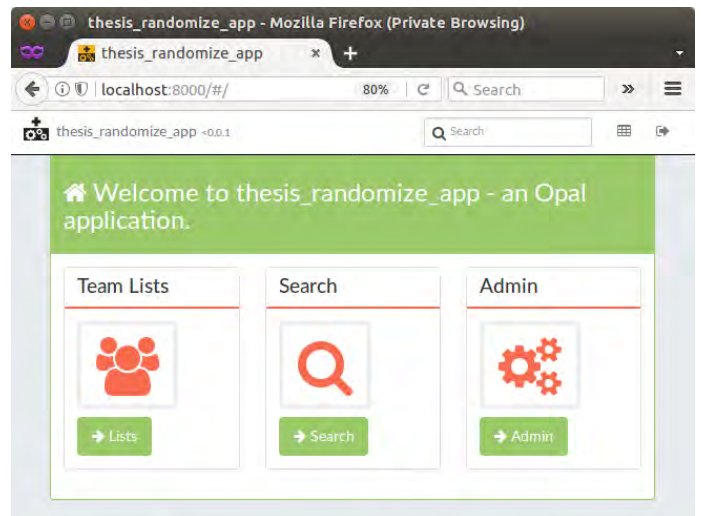 thesis_randomize_app - Mozilla Firefox (Private Browsing)
thesis_randomize_app
localhost:8000/#/
80%
Search
thesis_randomize_app <0.0.1
Search
Welcome to thesis_randomize_app - an Opal
application.
Team Lists
Search
Admin
Lists
Search
Admin